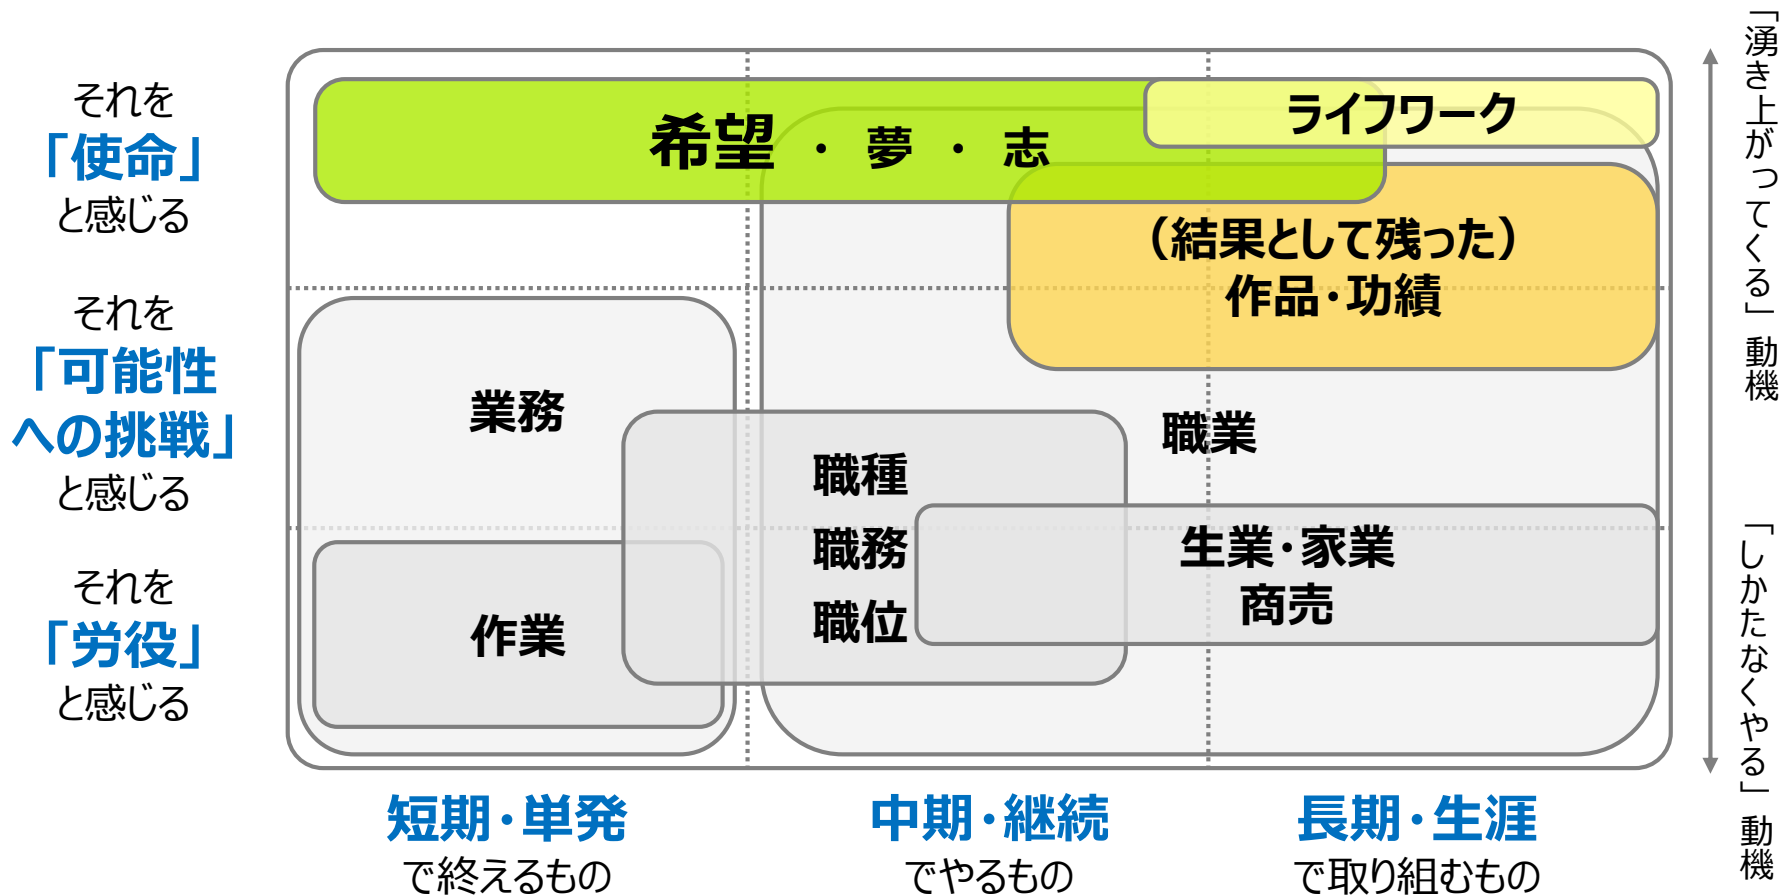 それを
「使命」
と感じる
それを
「可能性
への挑戦」
と感じる
それを
「労役」
と感じる
希望 ・ 夢 ・ 志
ライフワーク
（結果として残った）
作品・功績
業務
職業
職種
職務
職位
生業・家業
商売
作業
短期・単発
で終えるもの
中期・継続
でやるもの
長期・生涯
で取り組むもの
「湧き上がってくる」動機
「しかたなくやる」動機